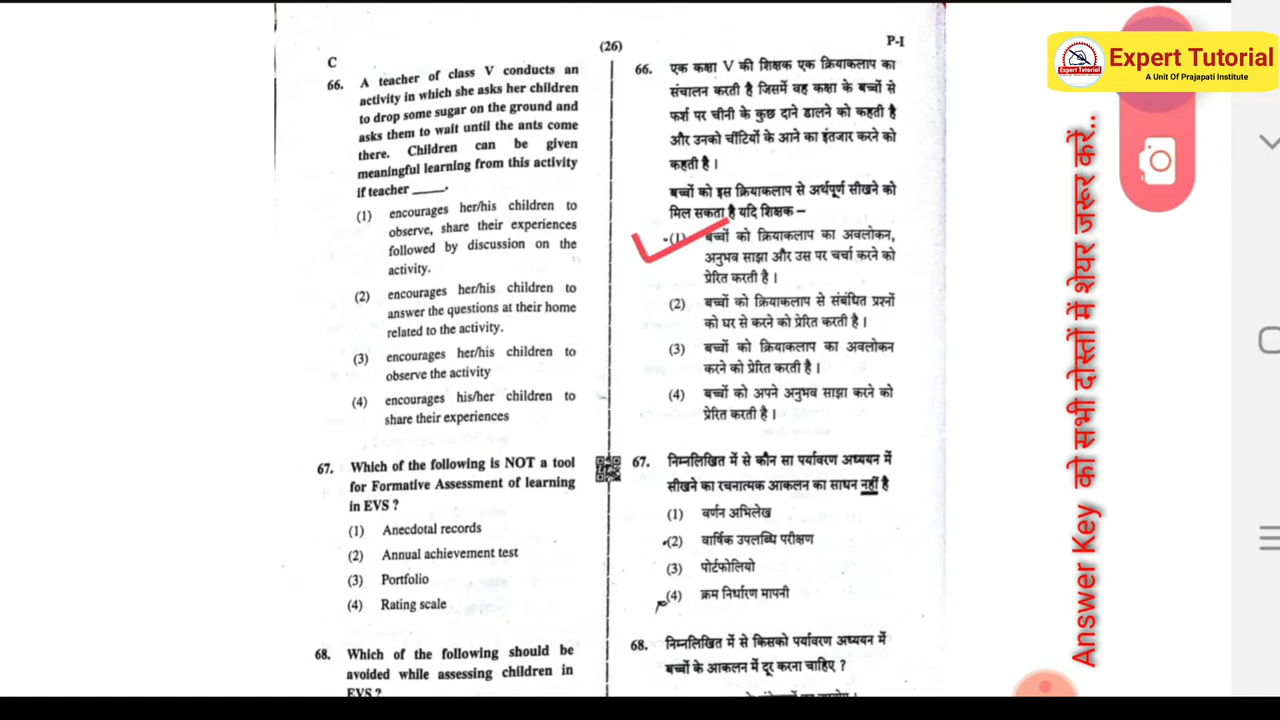 (26)
P-I
C
66. A teacher of class V conducts an
activity in which she asks her children
to drop some sugar on the ground and
asks them to wait until the ants come
there. Children can be given
meaningful learning from this activity
if teacher _____.
(1) encourages her/his children to
observe, share their experiences
followed by discussion on the
activity.
(2) encourages her/his children to
answer the questions at their home
related to the activity.
(3) encourages her/his children to
observe the activity
(4) encourages his/her children to
share their experiences
67. Which of the following is NOT a tool
for Formative Assessment of learning
in EVS ?
(1) Anecdotal records
(2) Annual achievement test
(3) Portfolio
(4) Rating scale
68. Which of the following should be
avoided while assessing children in
EVS ?
66. एक कक्षा V की शिक्षक एक क्रियाकलाप का
संचालन करती है जिसमें वह कक्षा के बच्चों से
फर्श पर चीनी के कुछ दाने डालने को कहती है
और उनको चींटियों के आने का इंतजार करने को
कहती है ।
बच्चों को इस क्रियाकलाप से अर्थपूर्ण सीखने को
मिल सकता है यदि शिक्षक –
(1) बच्चों को क्रियाकलाप का अवलोकन,
अनुभव साझा और उस पर चर्चा करने को
प्रेरित करती है ।
(2) बच्चों को क्रियाकलाप से संबंधित प्रश्नों
को घर से करने को प्रेरित करती है ।
(3) बच्चों को क्रियाकलाप का अवलोकन
करने को प्रेरित करती है ।
(4) बच्चों को अपने अनुभव साझा करने को
प्रेरित करती है ।
67. निम्नलिखित में से कौन सा पर्यावरण अध्ययन में
सीखने का रचनात्मक आकलन का साधन नहीं है
(1) वर्णन अभिलेख
(2) वार्षिक उपलब्धि परीक्षण
(3) पोर्टफोलियो
(4) क्रम निर्धारण मापनी
68. निम्नलिखित में से किसको पर्यावरण अध्ययन में
बच्चों के आकलन में दूर करना चाहिए ?
Expert Tutorial
Expert Tutorial
A Unit Of Prajapati Institute
Answer Key को सभी दोस्तों में शेयर जरूर करें..